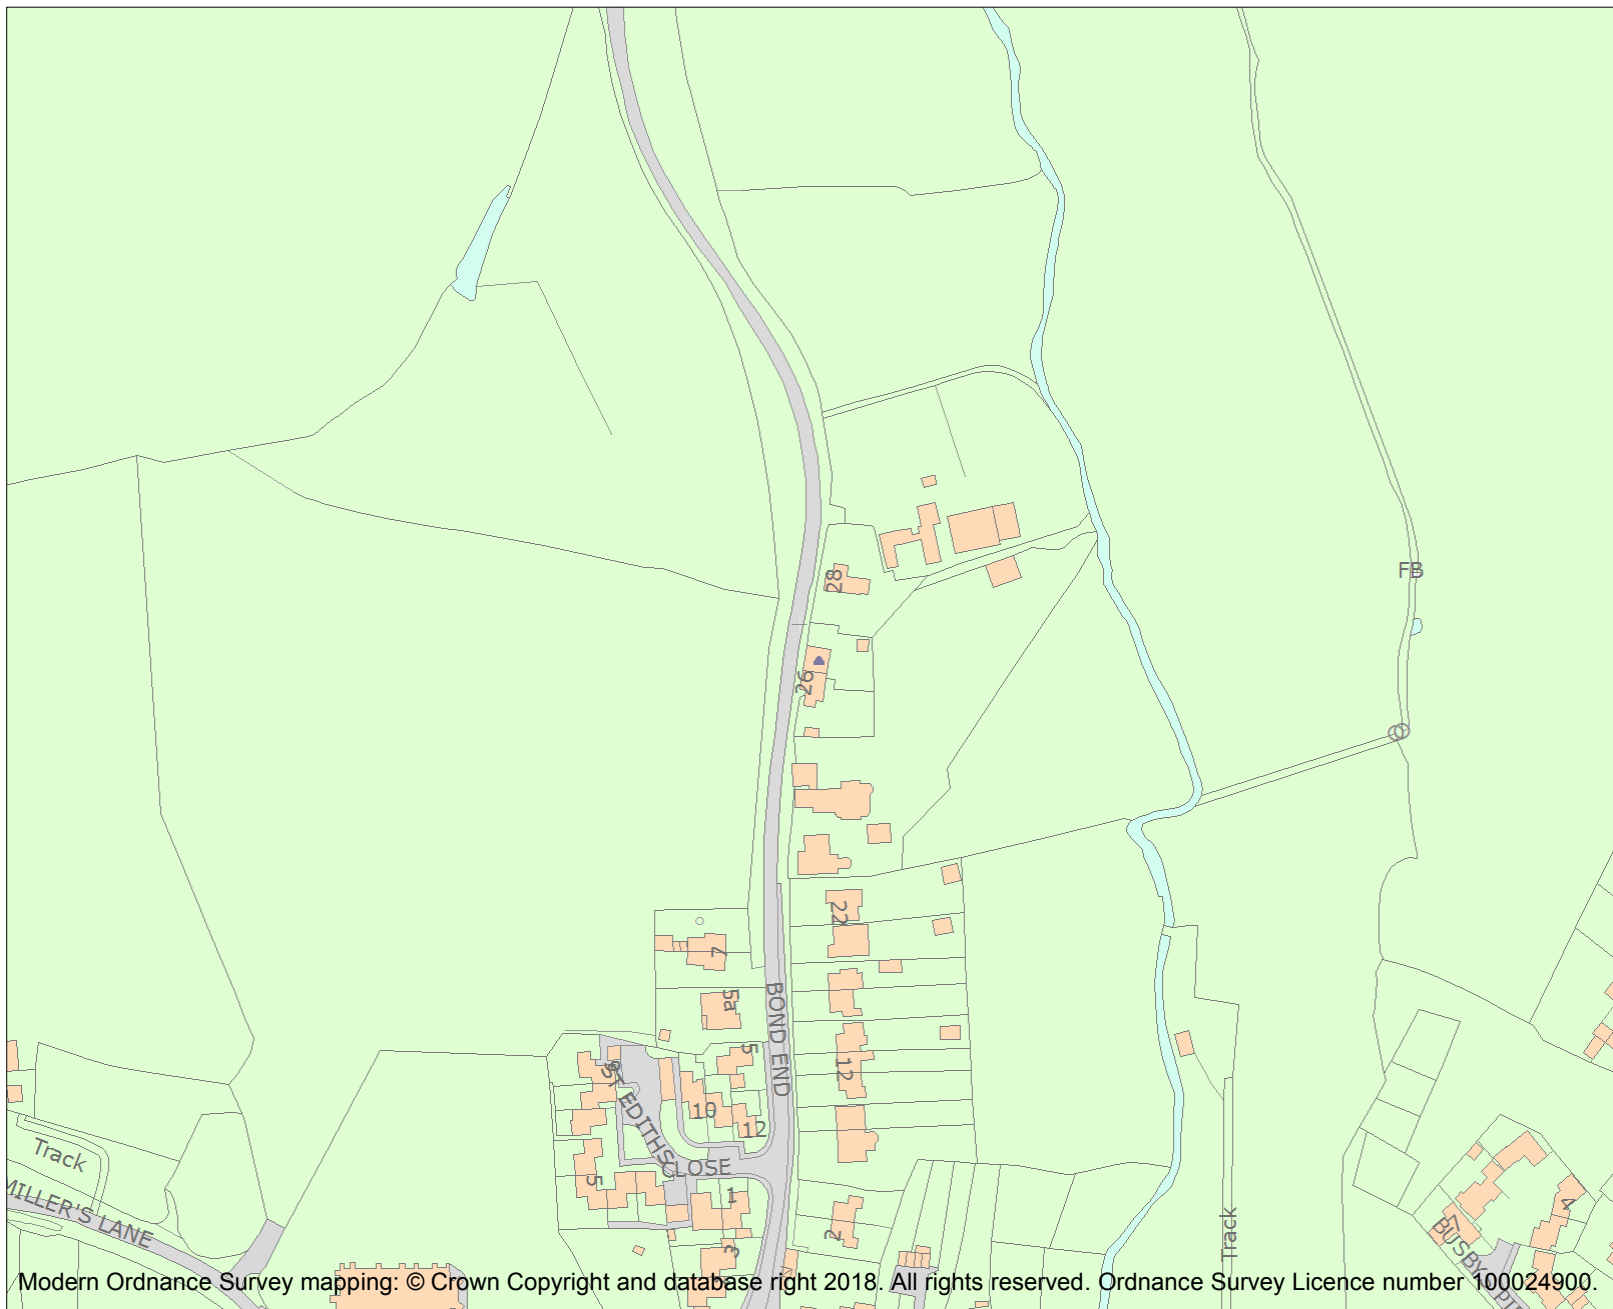 FB
28
26
22
7
5a
BOND END
5
9
12
ST EDITHS CLOSE
10
12
5
1
3
2
Track
MILLER'S LANE
Track
4
7
Modern Ordnance Survey mapping: © Crown Copyright and database right 2018. All rights reserved. Ordnance Survey Licence number 100024900.